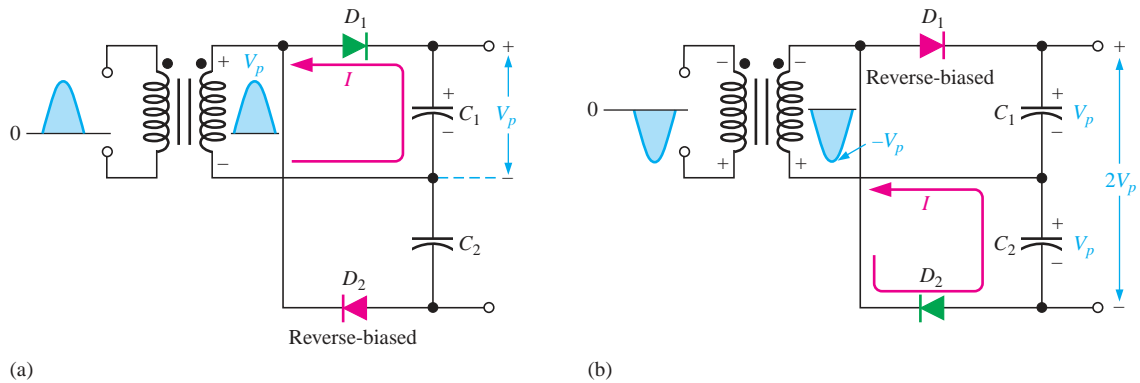 D1
+
Vp
I
0
+
C1
−
Vp
−
−
C2
D2
Reverse-biased
(a)
D1
+
−
−
Reverse-biased
0
+
C1
Vp
−
−Vp
+
+
2Vp
I
+
C2
Vp
−
D2
−
(b)